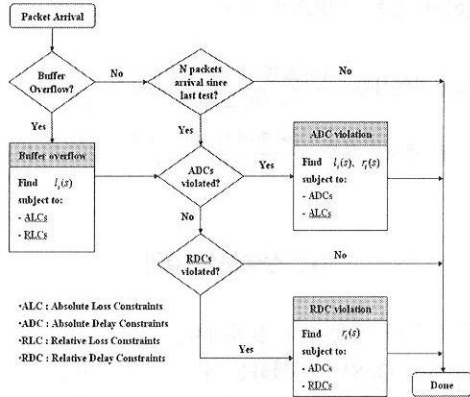 Packet Arrival
Buffer
Overflow?
No
N packets
arrival since
last test?
No
Yes
Yes
Buffer overflow
Find l_i(s)
subject to:
- ALCs
- RLCs
ADCs
violated?
Yes
ADC violation
Find l_i(s), r_i(s)
subject to:
- ADCs
- ALCs
No
RDCs
violated?
No
Yes
RDC violation
Find r_i(s)
subject to:
- ADCs
- RDCs
•ALC : Absolute Loss Constraints
•ADC : Absolute Delay Constraints
•RLC : Relative Loss Constraints
•RDC : Relative Delay Constraints
Done